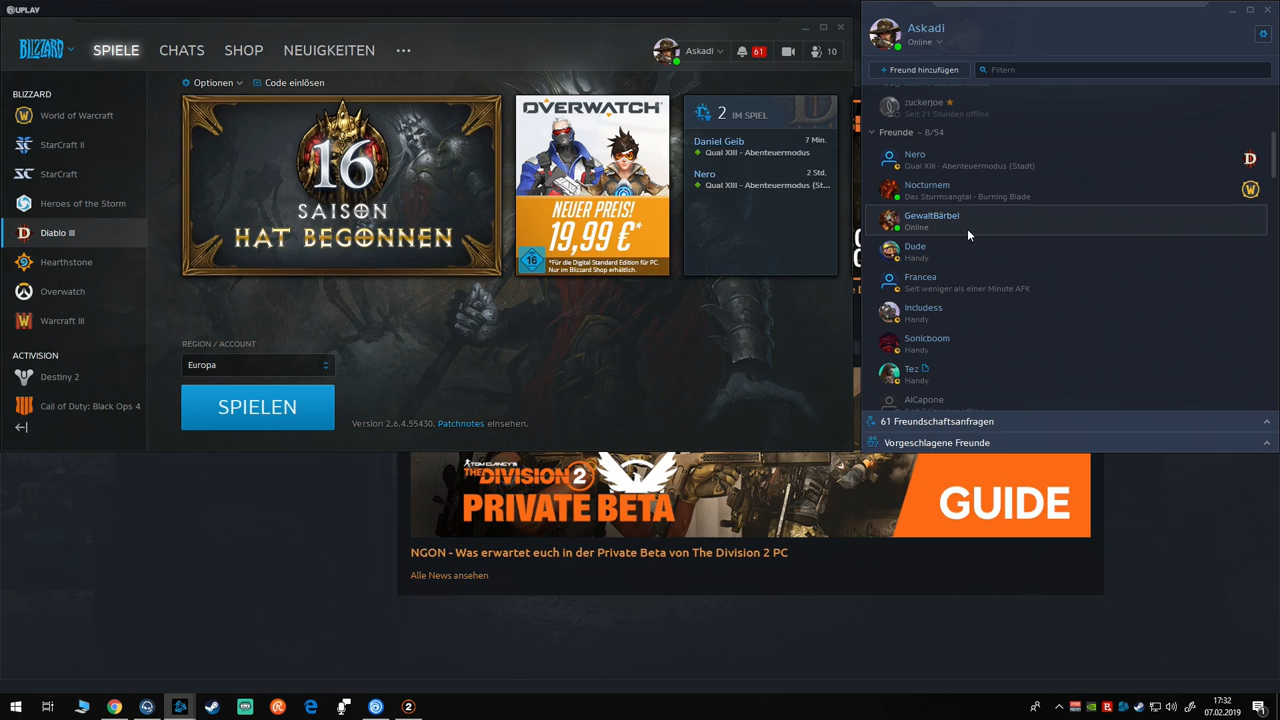 UPLAY
BLIZZARD
SPIELE
CHATS
SHOP
NEUIGKEITEN
Askadi
61
10
BLIZZARD
World of Warcraft
StarCraft II
StarCraft
Heroes of the Storm
Diablo III
Hearthstone
Overwatch
Warcraft III
ACTIVISION
Destiny 2
Call of Duty: Black Ops 4
Optionen
Code einlösen
16
SAISON
HAT BEGONNEN
OVERWATCH
NEUER PREIS!
19,99 €*
16
*Für die Digital Standard Edition für PC.
Nur im Blizzard Shop erhältlich.
2 IM SPIEL
Daniel Geib 7 Min.
Qual XIII - Abenteuermodus
Nero 2 Std.
Qual XIII - Abenteuermodus (St...
REGION / ACCOUNT
Europa
SPIELEN
Version 2.6.4.55430. Patchnotes einsehen.
Askadi
Online
+ Freund hinzufügen
Filtern
zuckerjoe
Seit 21 Stunden offline
Freunde – 8/54
Nero
Qual XIII - Abenteuermodus (Stadt)
Nocturnem
Das Sturmsangtal - Burning Blade
GewaltBärbel
Online
Dude
Handy
Francea
Seit weniger als einer Minute AFK
Includess
Handy
Sonicboom
Handy
Tez
Handy
AlCapone
61 Freundschaftsanfragen
Vorgeschlagene Freunde
TOM CLANCY'S
THE DIVISION 2
PRIVATE BETA
GUIDE
NGON - Was erwartet euch in der Private Beta von The Division 2 PC
Alle News ansehen
17:32
07.02.2019